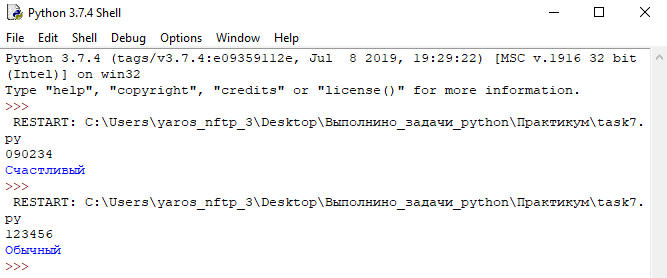 Python 3.7.4 Shell
File Edit Shell Debug Options Window Help
Python 3.7.4 (tags/v3.7.4:e09359112e, Jul  8 2019, 19:29:22) [MSC v.1916 32 bit
(Intel)] on win32
Type "help", "copyright", "credits" or "license()" for more information.
>>>
 RESTART: C:\Users\yaros_nftp_3\Desktop\Выполнино_задачи_python\Практикум\task7.
py
090234
Счастливый
>>>
 RESTART: C:\Users\yaros_nftp_3\Desktop\Выполнино_задачи_python\Практикум\task7.
py
123456
Обычный
>>>